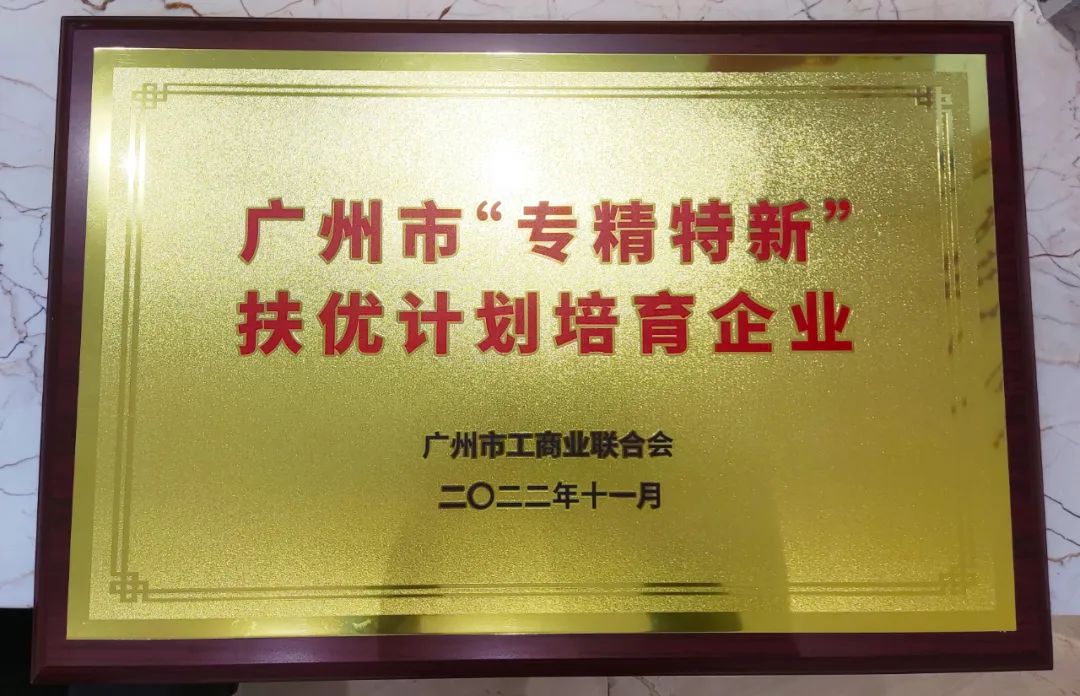 广州市“专精特新”
扶优计划培育企业
广州市工商业联合会
二〇二二年十一月